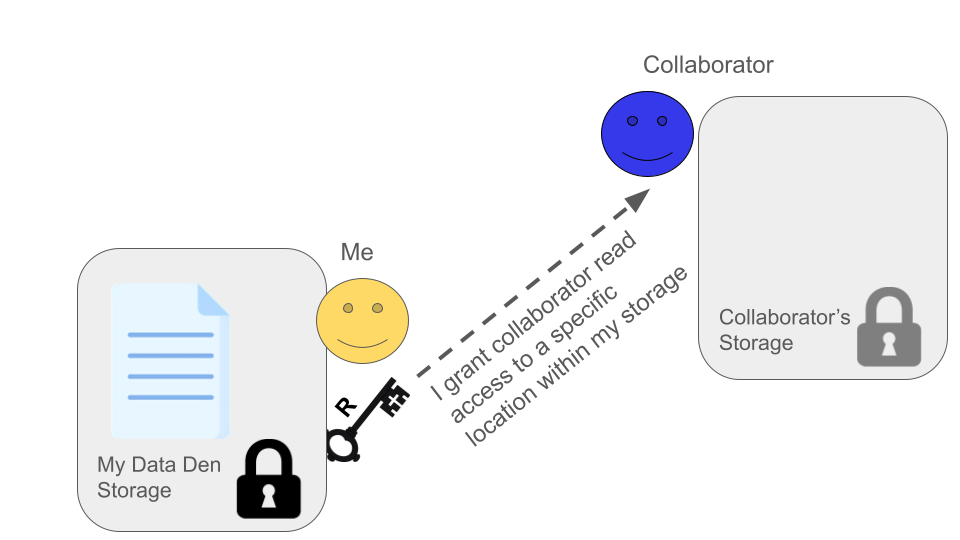 Collaborator
Me
R
I grant collaborator read
access to a specific
location within my storage
Collaborator’s
Storage
My Data Den
Storage